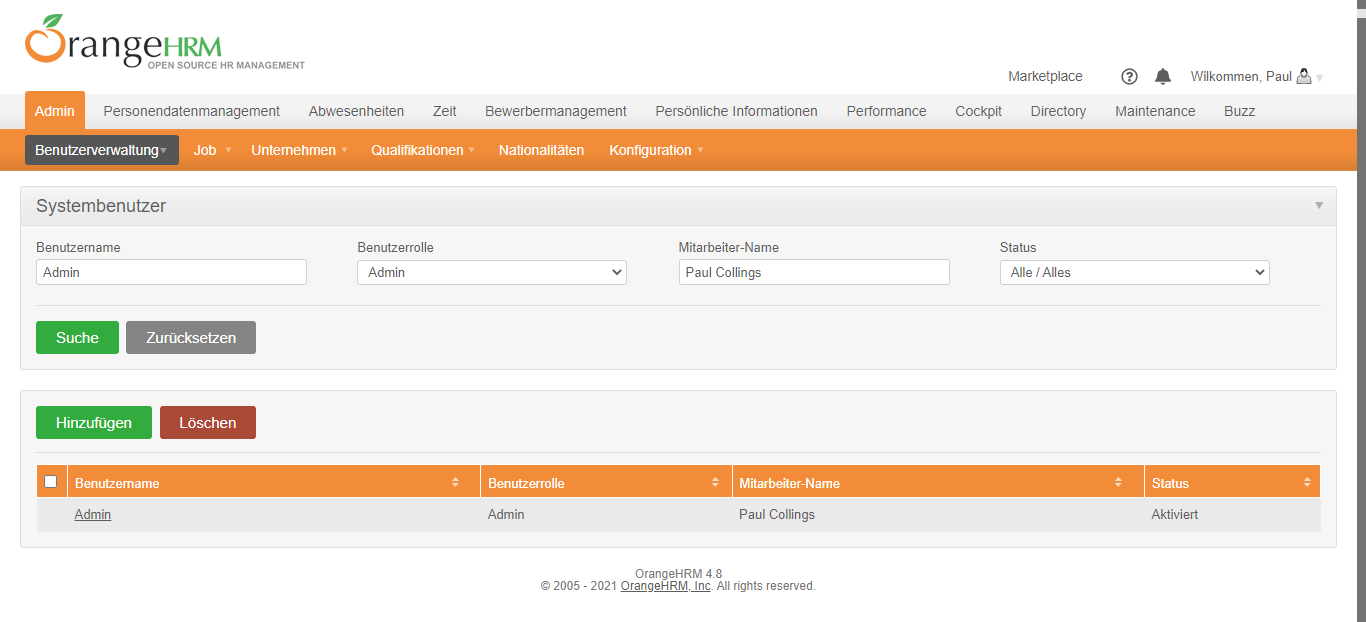 OrangeHRM
OPEN SOURCE HR MANAGEMENT
Marketplace ? Wilkommen, Paul
Admin Personendatenmanagement Abwesenheiten Zeit Bewerbermanagement Persönliche Informationen Performance Cockpit Directory Maintenance Buzz
Benutzerverwaltung Job Unternehmen Qualifikationen Nationalitäten Konfiguration
Systembenutzer
Benutzername Benutzerrolle Mitarbeiter-Name Status
Admin Admin Paul Collings Alle / Alles
Suche Zurücksetzen
Hinzufügen Löschen
Benutzername Benutzerrolle Mitarbeiter-Name Status
Admin Admin Paul Collings Aktiviert
OrangeHRM 4.8
© 2005 - 2021 OrangeHRM, Inc. All rights reserved.